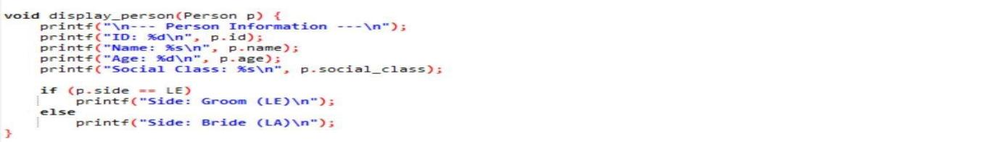 void display_person(Person p) {
    printf("\n--- Person Information ---\n");
    printf("ID: %d\n", p.id);
    printf("Name: %s\n", p.name);
    printf("Age: %d\n", p.age);
    printf("Social Class: %s\n", p.social_class);

    if (p.side == LE)
        printf("Side: Groom (LE)\n");
    else
        printf("Side: Bride (LA)\n");
}